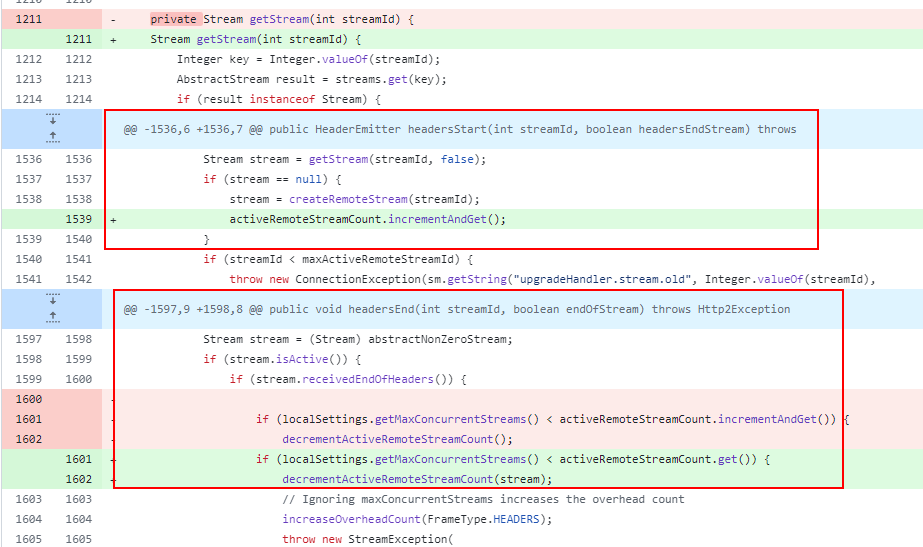 1210 1210
1211 - private Stream getStream(int streamId) {
1211 + Stream getStream(int streamId) {
1212 1212 Integer key = Integer.valueOf(streamId);
1213 1213 AbstractStream result = streams.get(key);
1214 1214 if (result instanceof Stream) {
@@ -1536,6 +1536,7 @@ public HeaderEmitter headersStart(int streamId, boolean headersEndStream) throws
1536 1536 Stream stream = getStream(streamId, false);
1537 1537 if (stream == null) {
1538 1538 stream = createRemoteStream(streamId);
1539 + activeRemoteStreamCount.incrementAndGet();
1539 1540 }
1540 1541 if (streamId < maxActiveRemoteStreamId) {
1541 1542 throw new ConnectionException(sm.getString("upgradeHandler.stream.old", Integer.valueOf(streamId),
@@ -1597,9 +1598,8 @@ public void headersEnd(int streamId, boolean endOfStream) throws Http2Exception
1597 1598 Stream stream = (Stream) abstractNonZeroStream;
1598 1599 if (stream.isActive()) {
1599 1600 if (stream.receivedEndOfHeaders()) {
1600 -
1601 - if (localSettings.getMaxConcurrentStreams() < activeRemoteStreamCount.incrementAndGet()) {
1602 - decrementActiveRemoteStreamCount();
1601 + if (localSettings.getMaxConcurrentStreams() < activeRemoteStreamCount.get()) {
1602 + decrementActiveRemoteStreamCount(stream);
1603 1603 // Ignoring maxConcurrentStreams increases the overhead count
1604 1604 increaseOverheadCount(FrameType.HEADERS);
1605 1605 throw new StreamException(